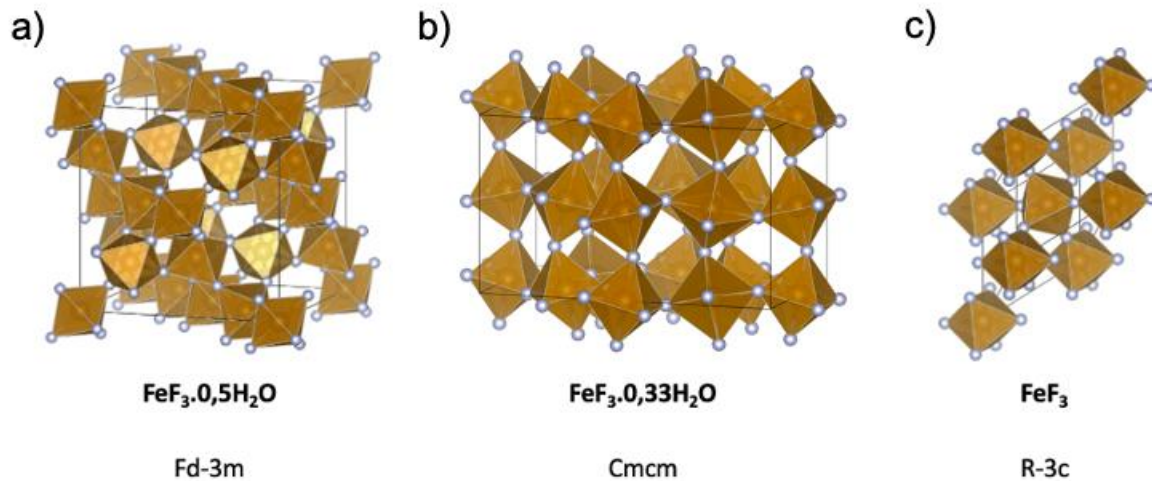 a)
b)
c)
FeF₃.0,5H₂O
FeF₃.0,33H₂O
FeF₃
Fd-3m
Cmcm
R-3c